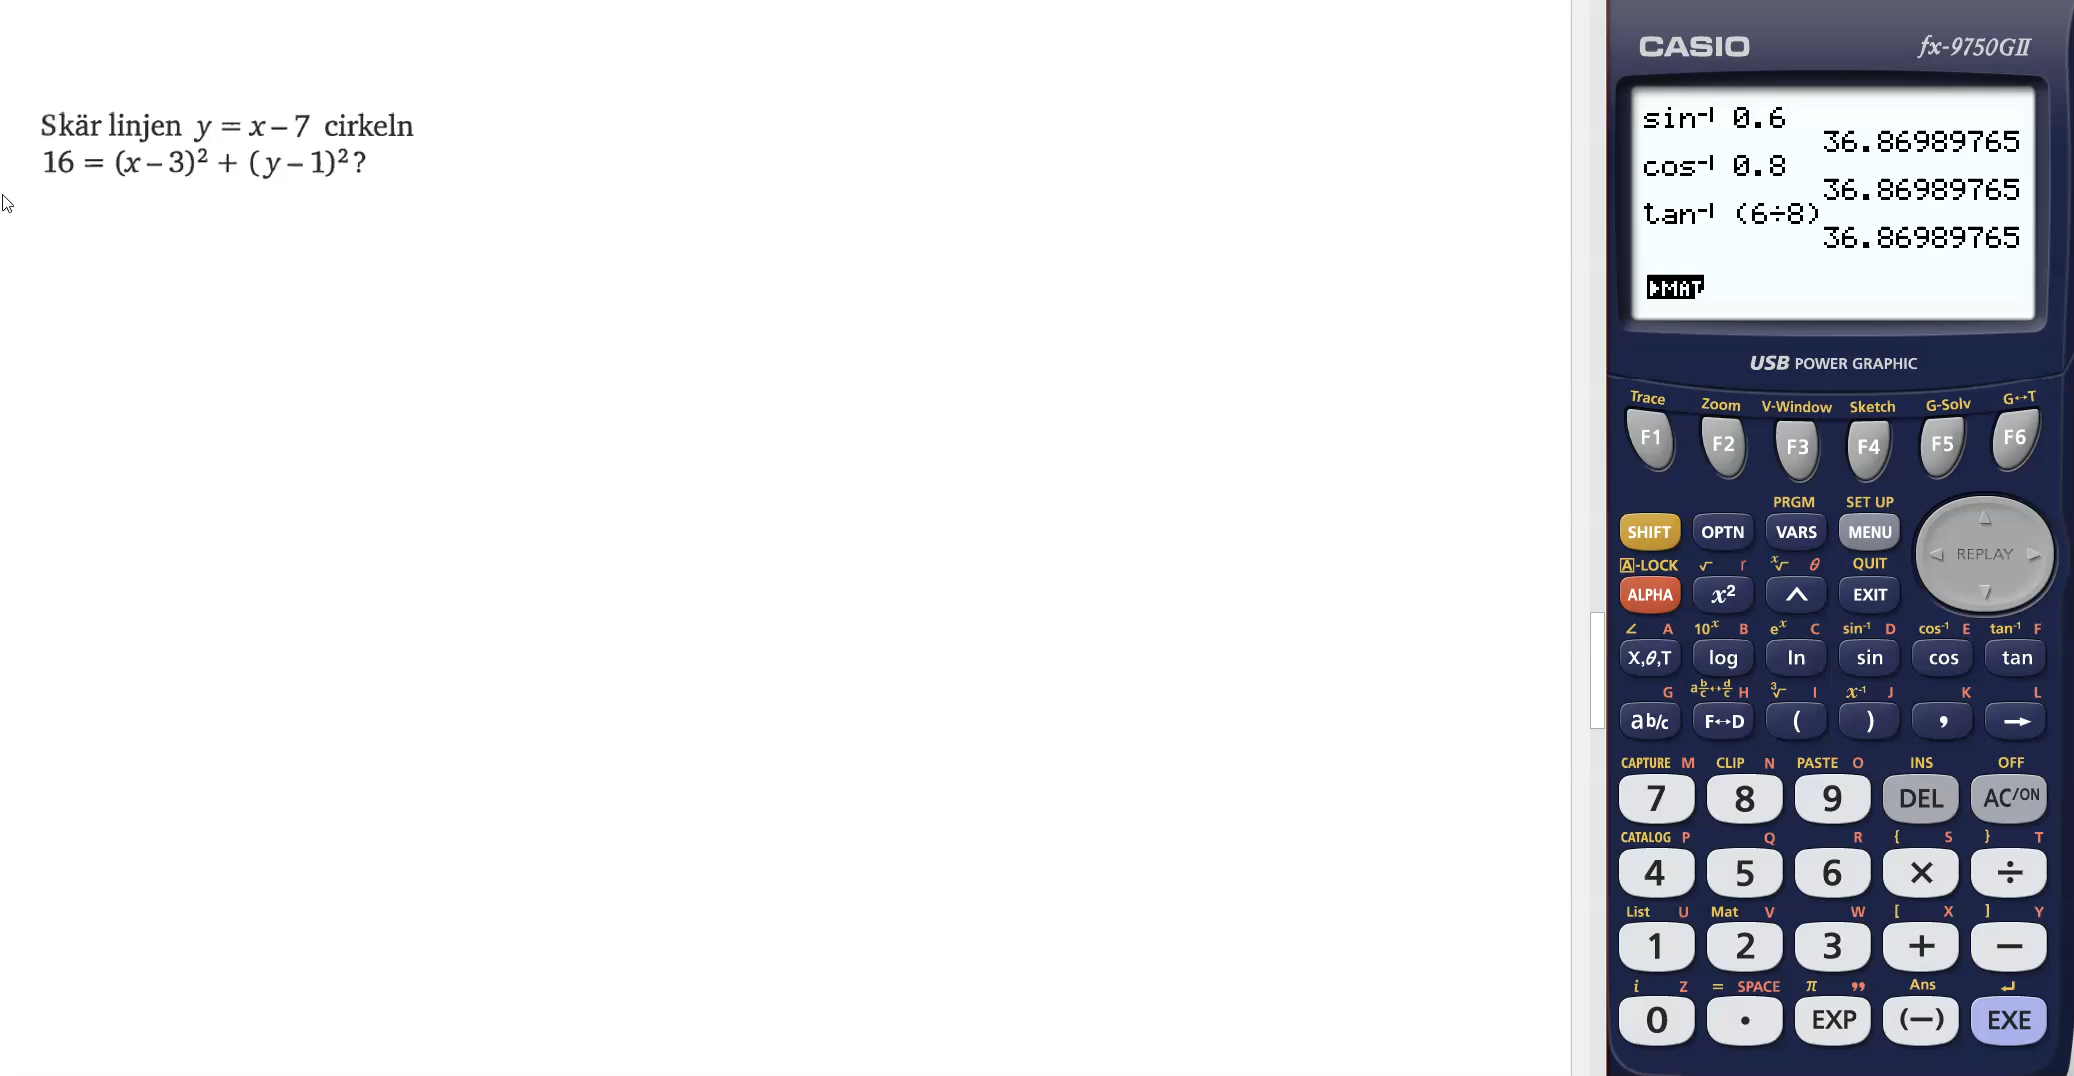 Skär linjen y = x – 7 cirkeln
16 = (x – 3)² + (y – 1)²?
CASIO fx-9750GII
sin⁻¹ 0.6
36.86989765
cos⁻¹ 0.8
36.86989765
tan⁻¹ (6÷8)
36.86989765
▶MAT
USB POWER GRAPHIC
Trace Zoom V-Window Sketch G-Solv G↔T
F1 F2 F3 F4 F5 F6
PRGM SET UP
SHIFT OPTN VARS MENU
REPLAY
A-LOCK √ r ˣ√ θ QUIT
ALPHA x² ^ EXIT
∠ A 10ˣ B eˣ C sin⁻¹ D cos⁻¹ E tan⁻¹ F
X,θ,T log ln sin cos tan
G a b/c↔d/c H ³√ I x⁻¹ J K L
a b/c F↔D ( ) , →
CAPTURE M CLIP N PASTE O INS OFF
7 8 9 DEL AC/ON
CATALOG P Q R { S } T
4 5 6 × ÷
List U Mat V W [ X ] Y
1 2 3 + −
i Z = SPACE π ” Ans ↵
0 . EXP (−) EXE